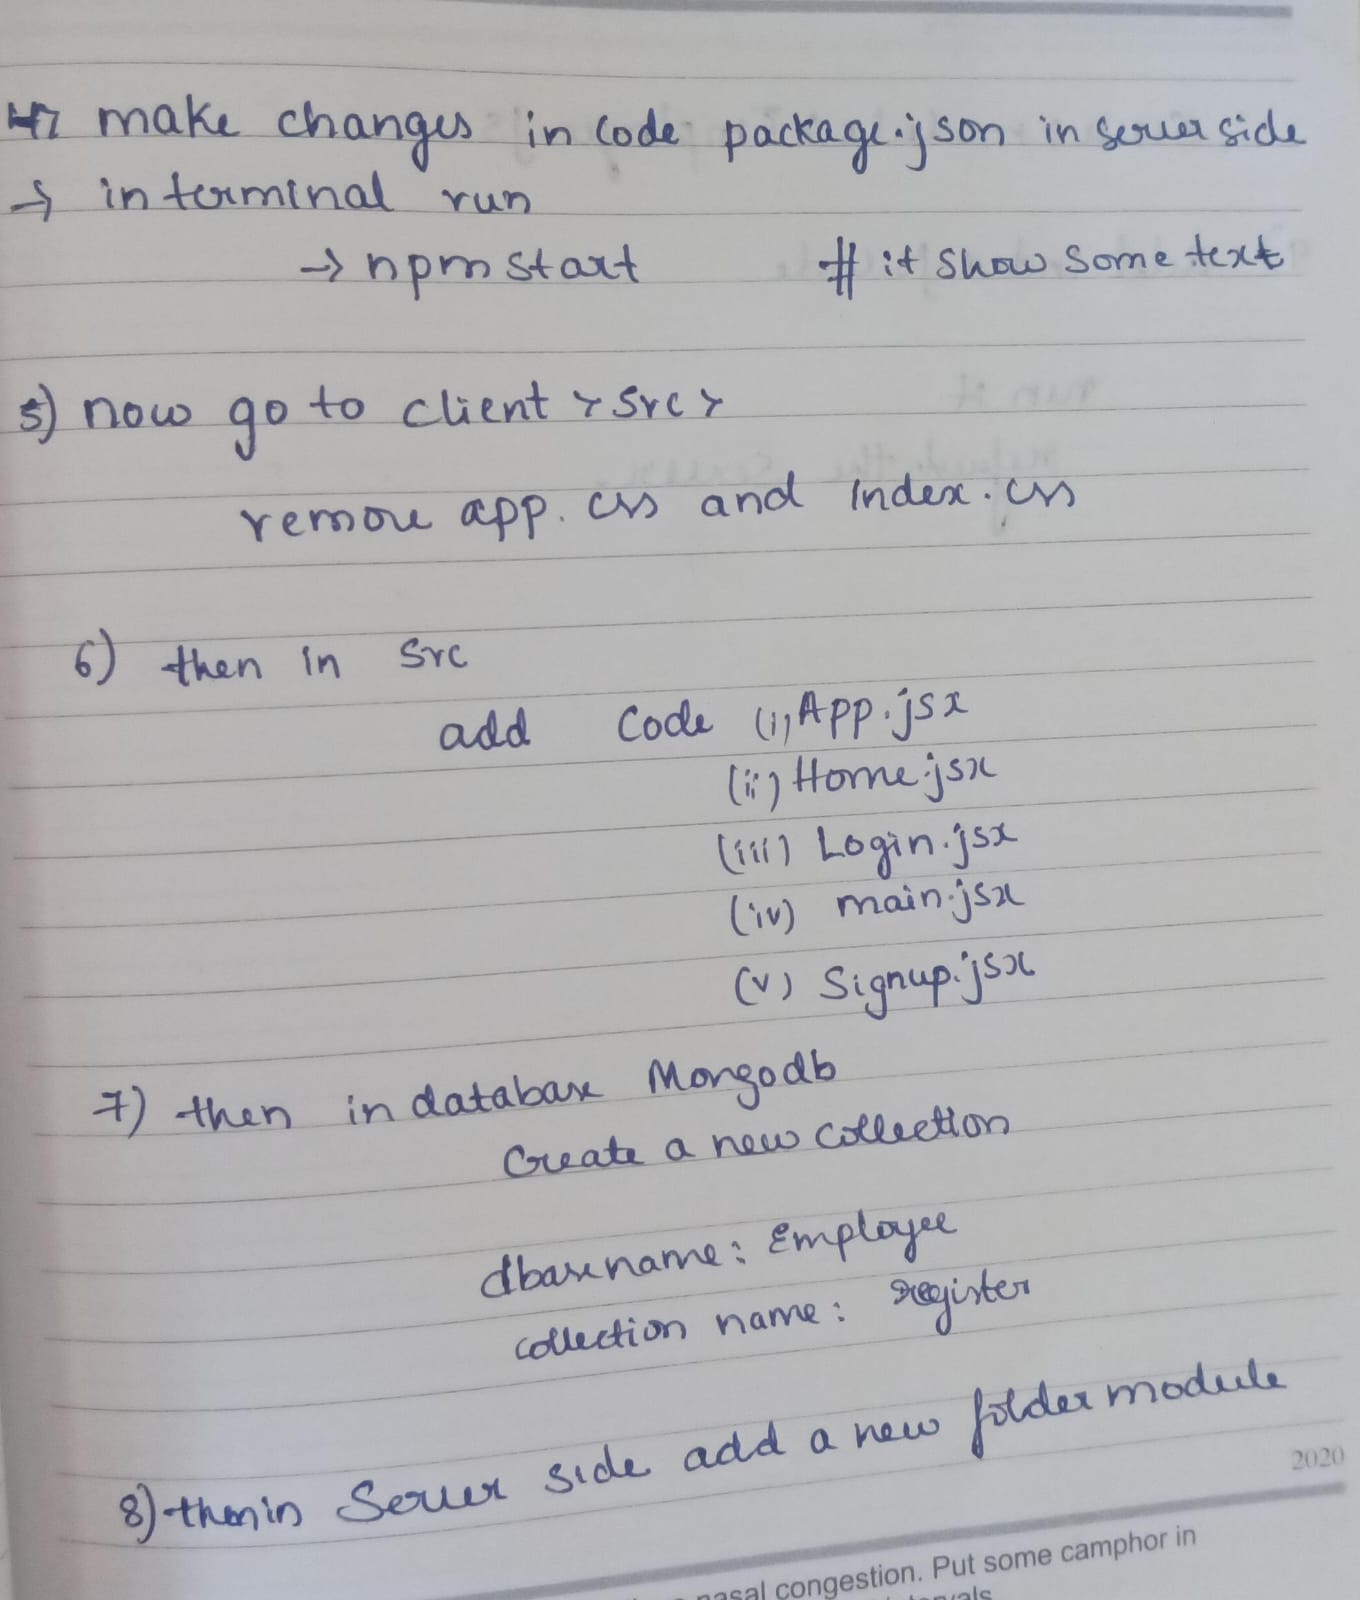 4) make changes in code package.json in server side
→ in terminal run
→ npm start # it show some text
5) now go to client > src >
remove app.css and index.css
6) then in src
add Code (i) App.jsx
(ii) Home.jsx
(iii) Login.jsx
(iv) main.jsx
(v) Signup.jsx
7) then in database Mongodb
Create a new collection
dbasename: Employee
collection name: register
8) then in Server side add a new folder module
2020
nasal congestion. Put some camphor in